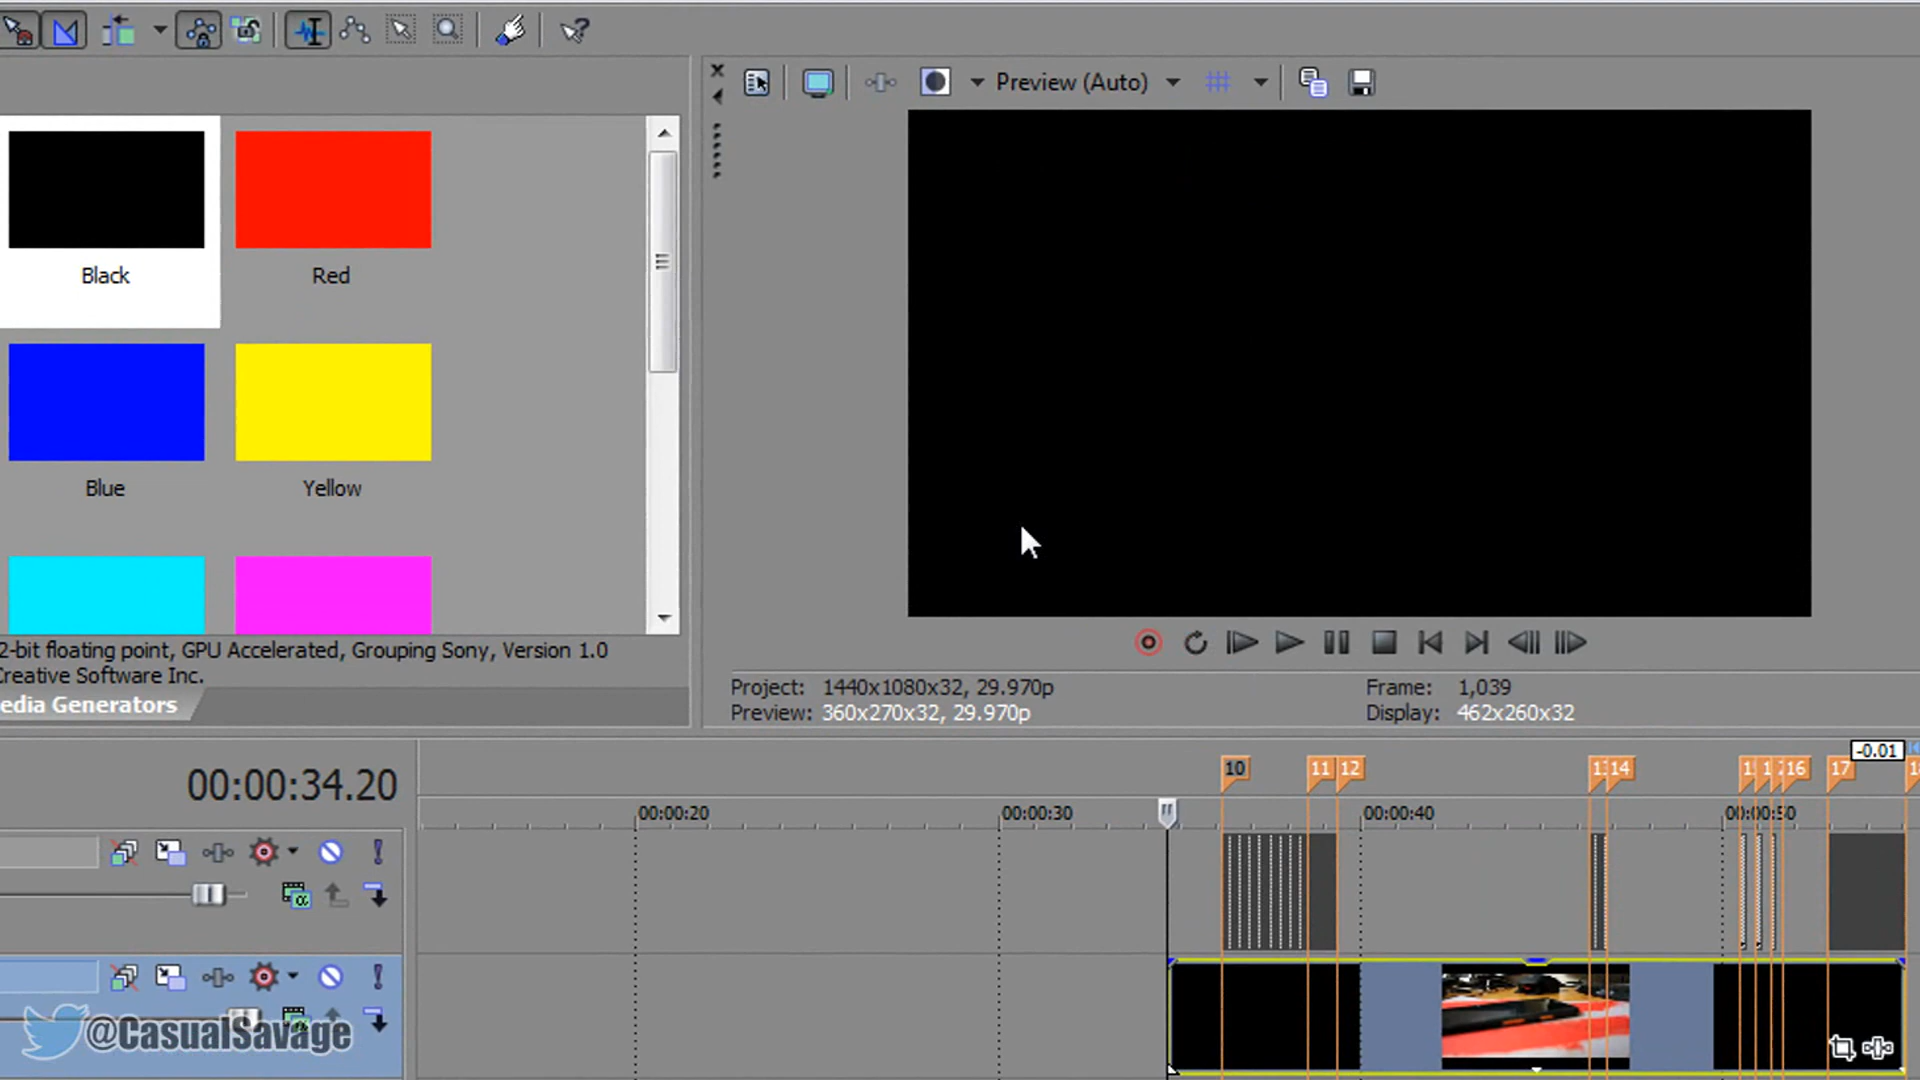 Preview (Auto)
Black
Red
Blue
Yellow
2-bit floating point, GPU Accelerated, Grouping Sony, Version 1.0
Creative Software Inc.
edia Generators
Project: 1440x1080x32, 29.970p
Frame: 1,039
Preview: 360x270x32, 29.970p
Display: 462x260x32
-0.01
00:00:34.20
10
11
12
14
16
17
00:00:20
00:00:30
00:00:40
00:00:50
@CasualSavage